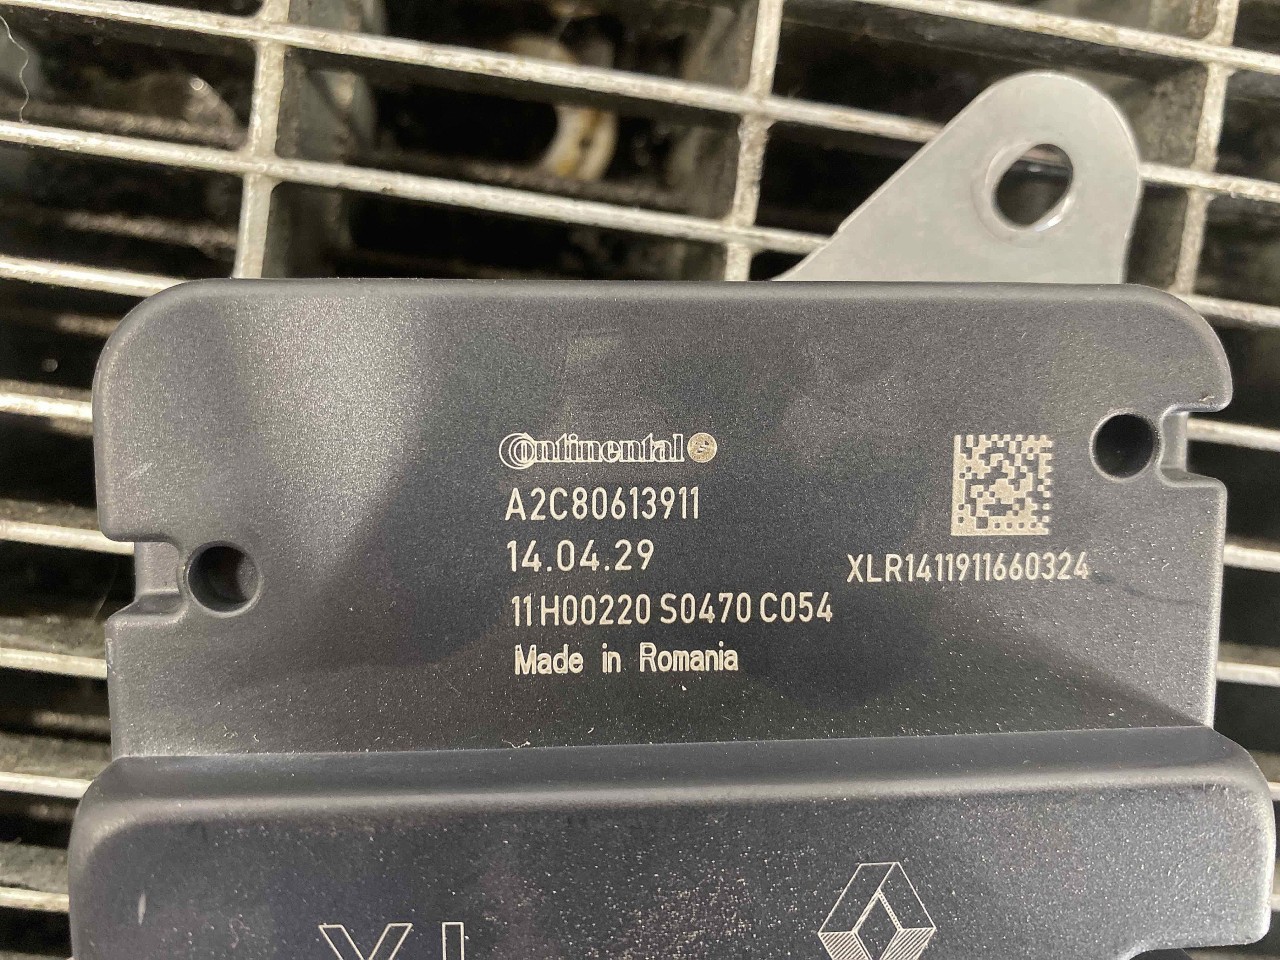 Continental
A2C80613911
14.04.29
XLR1411911660324
11H00220 S0470 C054
Made in Romania